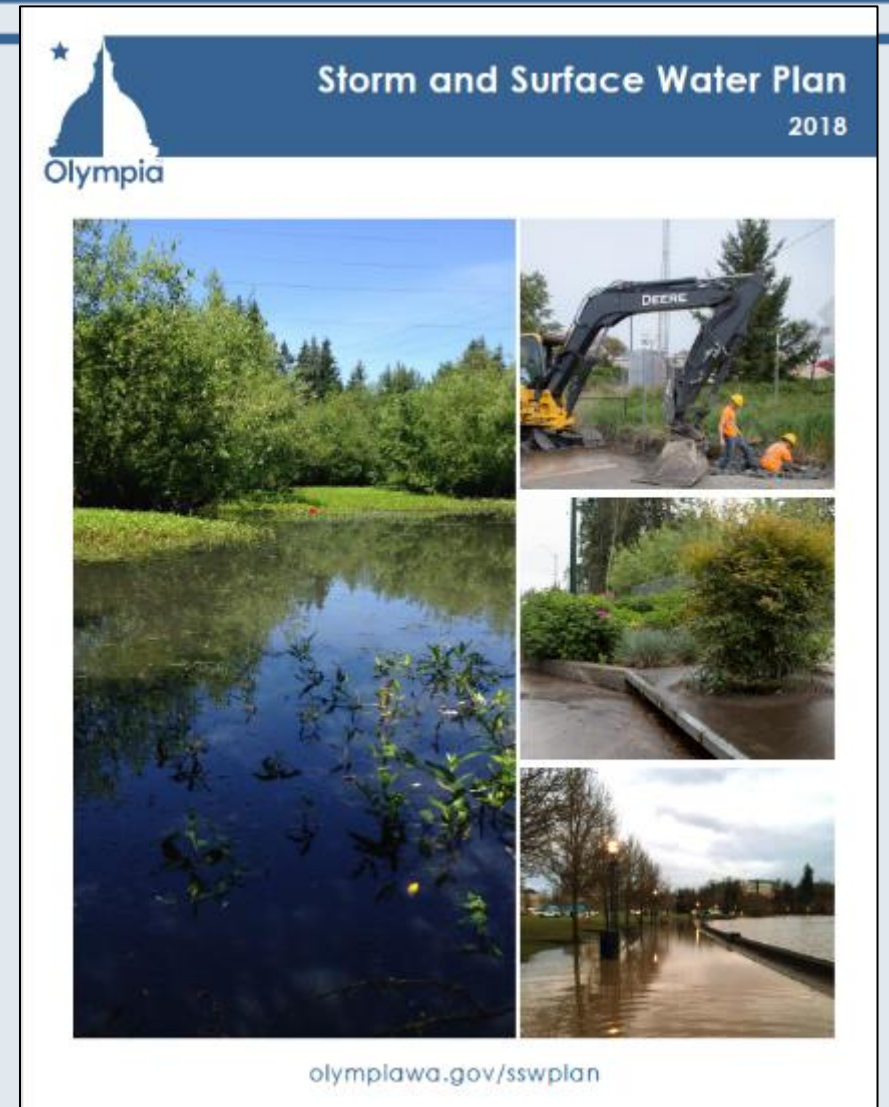 Storm and Surface Water Plan
2018
Olympia
DEERE
olympiawa.gov/sswplan